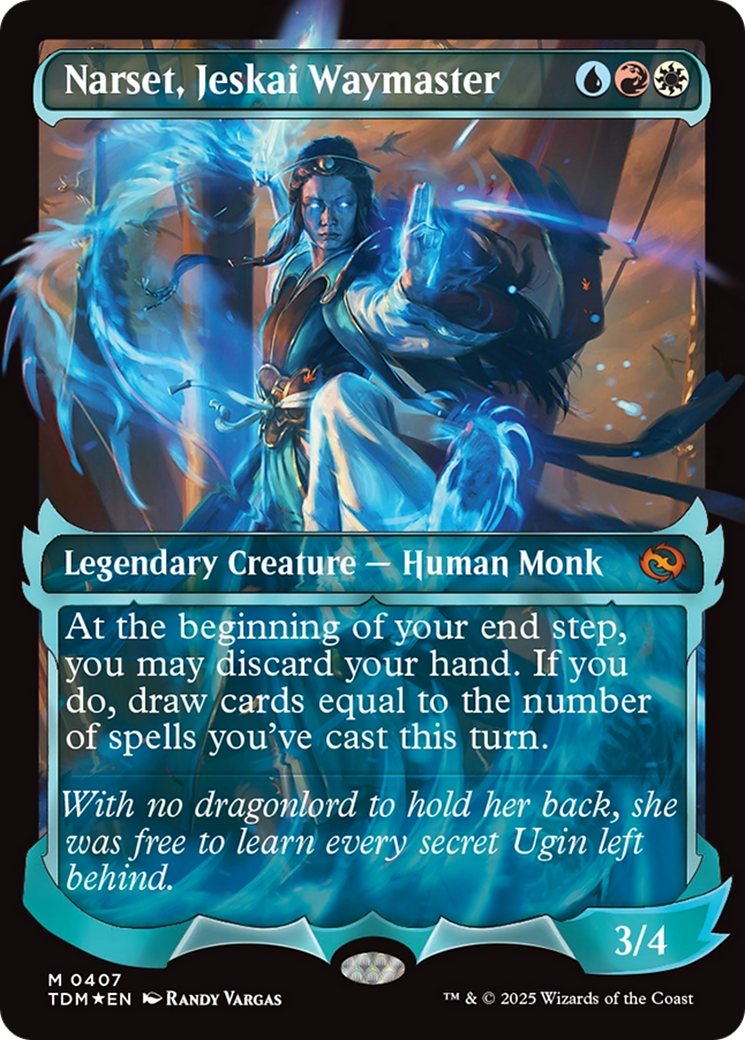 Narset, Jeskai Waymaster
Legendary Creature — Human Monk
At the beginning of your end step,
you may discard your hand. If you
do, draw cards equal to the number
of spells you've cast this turn.
With no dragonlord to hold her back, she
was free to learn every secret Ugin left
behind.
3/4
M 0407
TDM★EN Randy Vargas
™ & © 2025 Wizards of the Coast